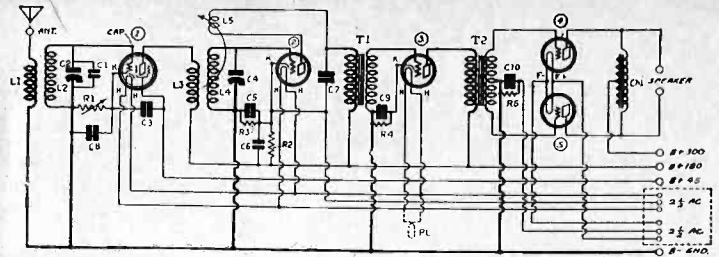 ANT.
CAP.
1
L1
L2
C2
C1
K
H
H
R1
C8
C3
L5
L3
L4
C4
2
K
H
H
C5
R3
C6
R2
C7
T1
3
K
H
H
C9
R4
PL
T2
C10
R5
4
F-
F+
5
CH.
SPEAKER
B+300
B+180
B+45
2½ AC
2½ AC
B- GND.